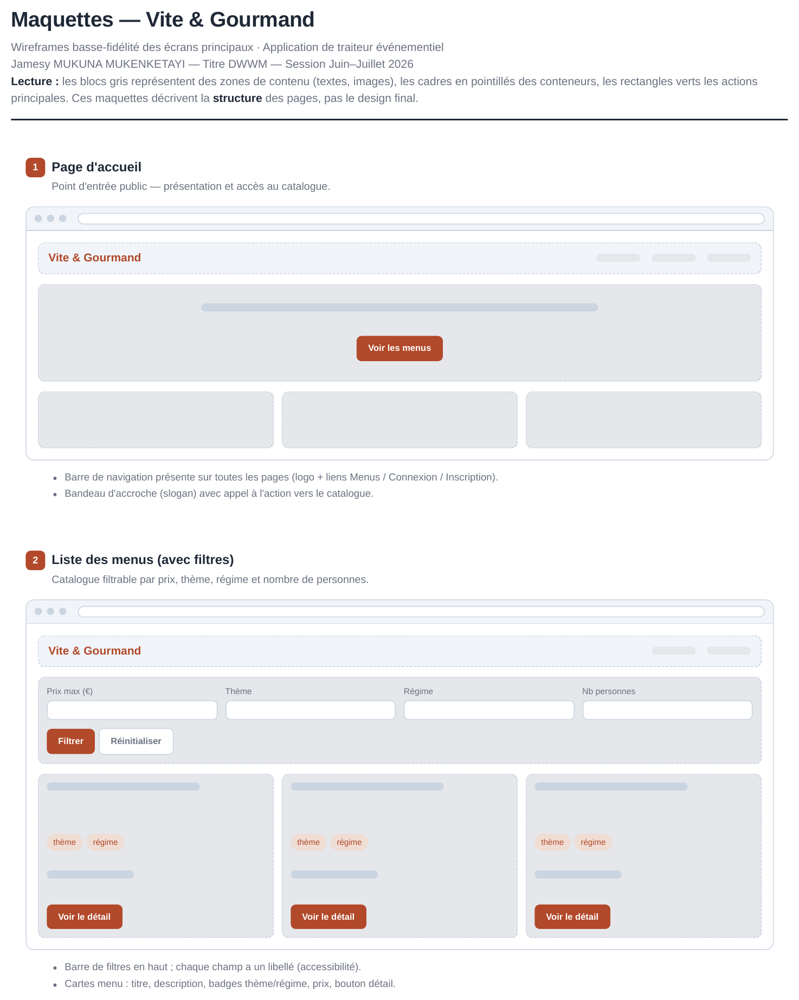 Maquettes — Vite & Gourmand
Wireframes basse-fidélité des écrans principaux · Application de traiteur événementiel
Jamesy MUKUNA MUKENKETAYI — Titre DWWM — Session Juin–Juillet 2026
Lecture : les blocs gris représentent des zones de contenu (textes, images), les cadres en pointillés des conteneurs, les rectangles verts les actions
principales. Ces maquettes décrivent la structure des pages, pas le design final.
1 Page d'accueil
Point d'entrée public — présentation et accès au catalogue.
Vite & Gourmand
Voir les menus
• Barre de navigation présente sur toutes les pages (logo + liens Menus / Connexion / Inscription).
• Bandeau d'accroche (slogan) avec appel à l'action vers le catalogue.
2 Liste des menus (avec filtres)
Catalogue filtrable par prix, thème, régime et nombre de personnes.
Vite & Gourmand
Prix max (€) Thème Régime Nb personnes
Filtrer Réinitialiser
thème régime thème régime thème régime
Voir le détail Voir le détail Voir le détail
• Barre de filtres en haut ; chaque champ a un libellé (accessibilité).
• Cartes menu : titre, description, badges thème/régime, prix, bouton détail.